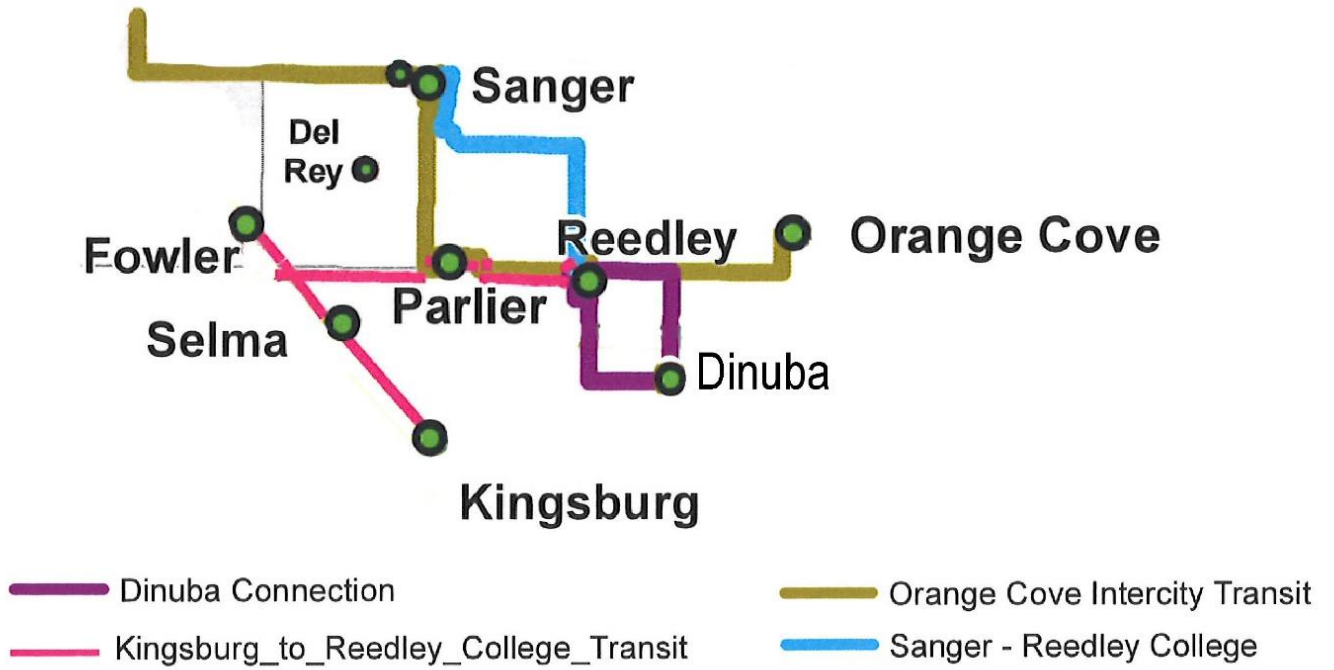 Sanger
Del
Rey
Reedley
Orange Cove
Fowler
Parlier
Selma
Dinuba
Kingsburg
Dinuba Connection
Orange Cove Intercity Transit
Kingsburg_to_Reedley_College_Transit
Sanger - Reedley College